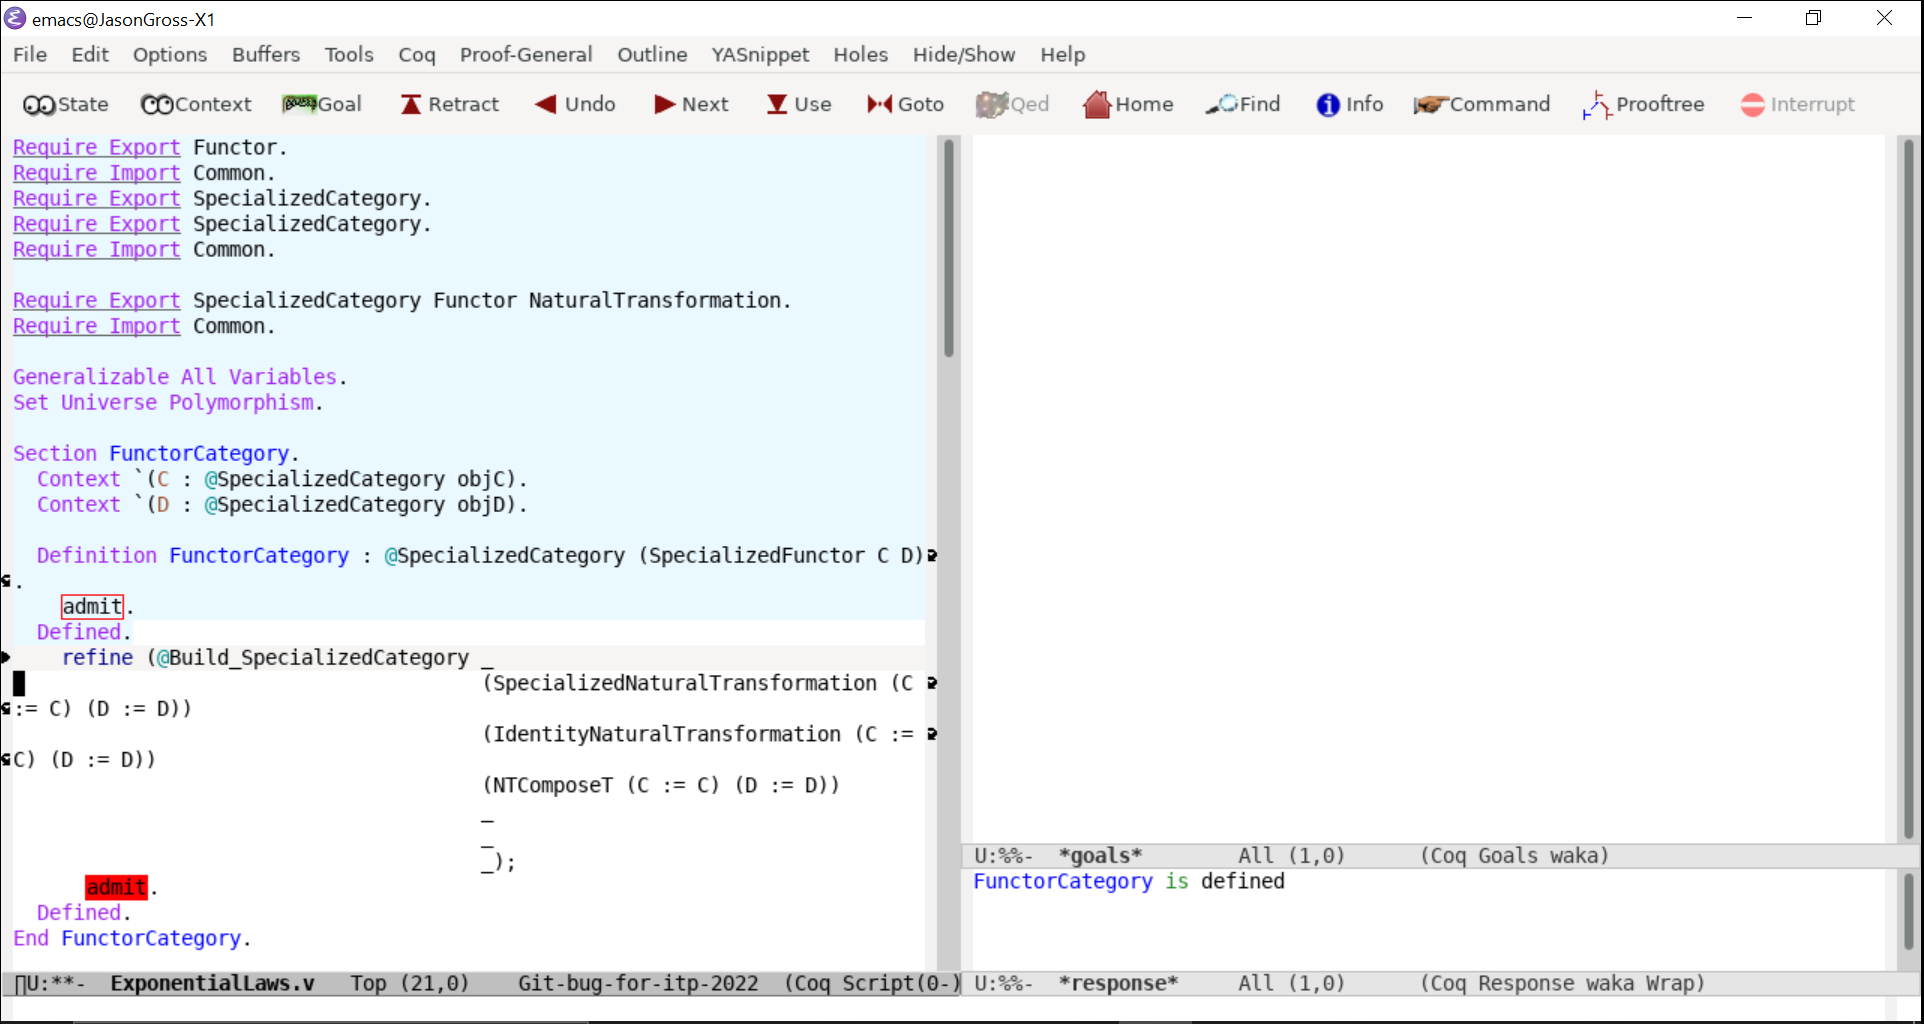 emacs@JasonGross-X1
File Edit Options Buffers Tools Coq Proof-General Outline YASnippet Holes Hide/Show Help
State Context Goal Retract Undo Next Use Goto Qed Home Find Info Command Prooftree Interrupt
Require Export Functor.
Require Import Common.
Require Export SpecializedCategory.
Require Export SpecializedCategory.
Require Import Common.
Require Export SpecializedCategory Functor NaturalTransformation.
Require Import Common.
Generalizable All Variables.
Set Universe Polymorphism.
Section FunctorCategory.
  Context `(C : @SpecializedCategory objC).
  Context `(D : @SpecializedCategory objD).
  Definition FunctorCategory : @SpecializedCategory (SpecializedFunctor C D)
.
    admit.
  Defined.
    refine (@Build_SpecializedCategory _
                                       (SpecializedNaturalTransformation (C
:= C) (D := D))
                                       (IdentityNaturalTransformation (C :=
C) (D := D))
                                       (NTComposeT (C := C) (D := D))
                                       _
                                       _
                                       _);
      admit.
  Defined.
End FunctorCategory.
U:**-  ExponentialLaws.v   Top (21,0)    Git-bug-for-itp-2022  (Coq Script(0-)
U:%%-  *goals*        All (1,0)      (Coq Goals waka)
FunctorCategory is defined
U:%%-  *response*     All (1,0)      (Coq Response waka Wrap)